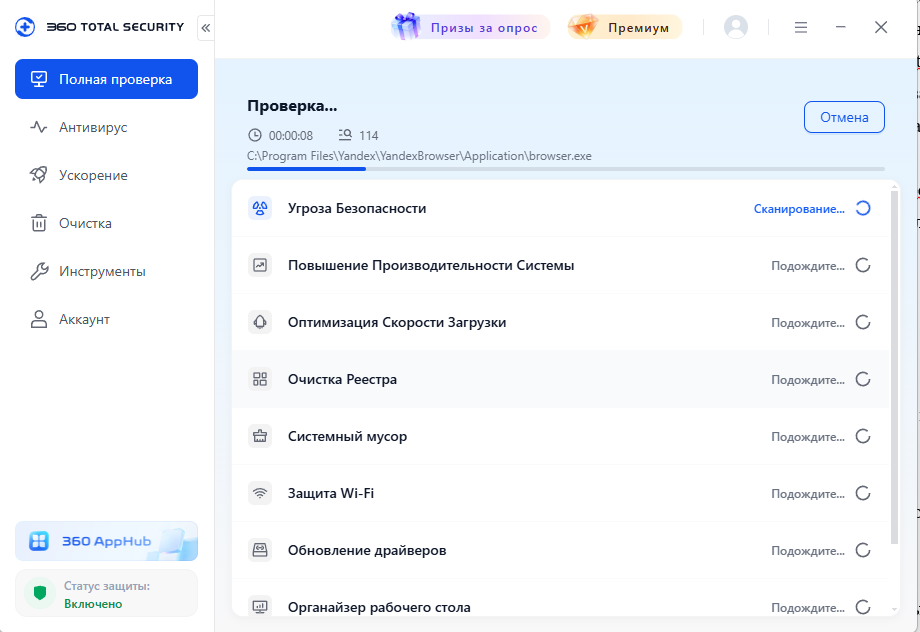 360 TOTAL SECURITY
Призы за опрос
Премиум
Полная проверка
Антивирус
Ускорение
Очистка
Инструменты
Аккаунт
360 AppHub
Статус защиты:
Включено
Проверка...
Отмена
00:00:08 114
C:\Program Files\Yandex\YandexBrowser\Application\browser.exe
Угроза Безопасности Сканирование...
Повышение Производительности Системы Подождите...
Оптимизация Скорости Загрузки Подождите...
Очистка Реестра Подождите...
Системный мусор Подождите...
Защита Wi-Fi Подождите...
Обновление драйверов Подождите...
Органайзер рабочего стола Подождите...